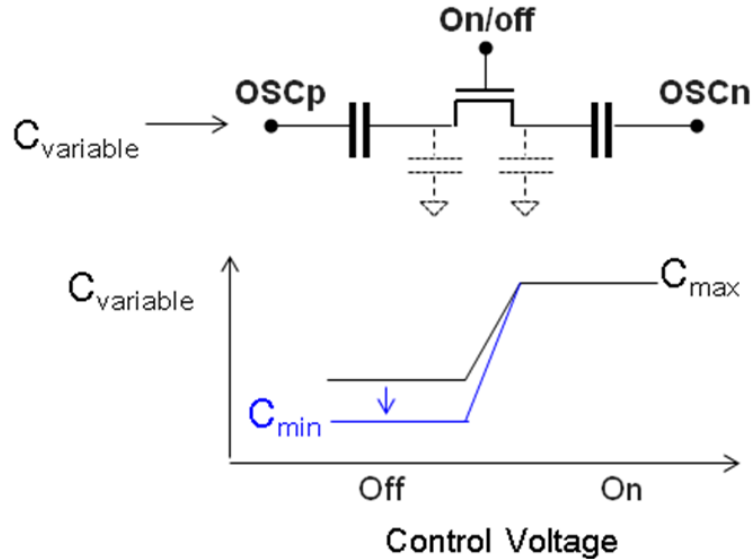 On/off
OSCp
OSCn
Cvariable
Cvariable
Cmax
Cmin
Off
On
Control Voltage